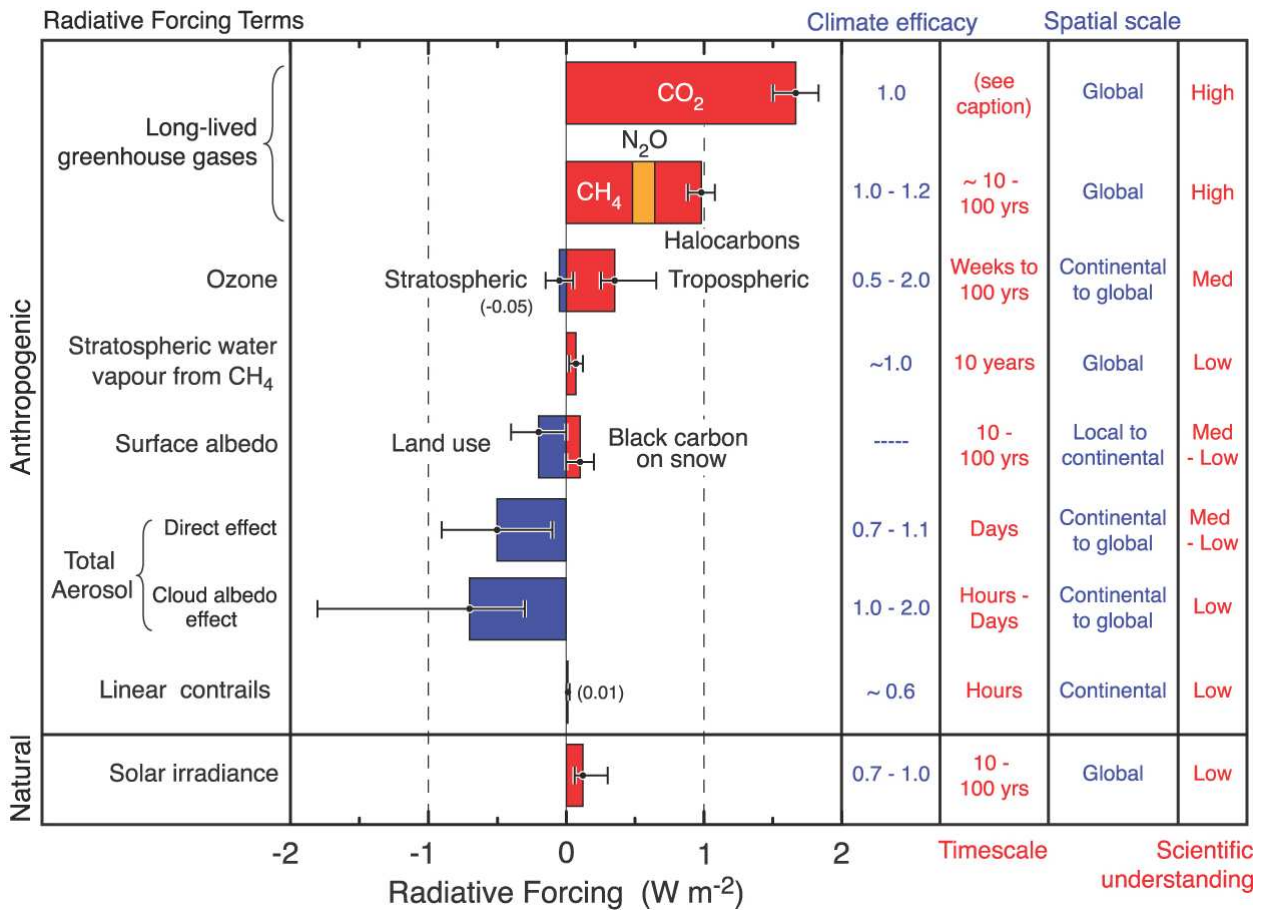 Radiative Forcing Terms
Climate efficacy
Spatial scale
Anthropogenic
Long-lived
greenhouse gases
CO₂
1.0
(see
caption)
Global
High
N₂O
CH₄
Halocarbons
1.0 - 1.2
~ 10 -
100 yrs
Global
High
Ozone
Stratospheric
(-0.05)
Tropospheric
0.5 - 2.0
Weeks to
100 yrs
Continental
to global
Med
Stratospheric water
vapour from CH₄
~1.0
10 years
Global
Low
Surface albedo
Land use
Black carbon
on snow
-----
10 -
100 yrs
Local to
continental
Med
- Low
Total
Aerosol
Direct effect
0.7 - 1.1
Days
Continental
to global
Med
- Low
Cloud albedo
effect
1.0 - 2.0
Hours -
Days
Continental
to global
Low
Linear contrails
(0.01)
~ 0.6
Hours
Continental
Low
Natural
Solar irradiance
0.7 - 1.0
10 -
100 yrs
Global
Low
-2 -1 0 1 2
Timescale
Scientific
understanding
Radiative Forcing (W m⁻²)